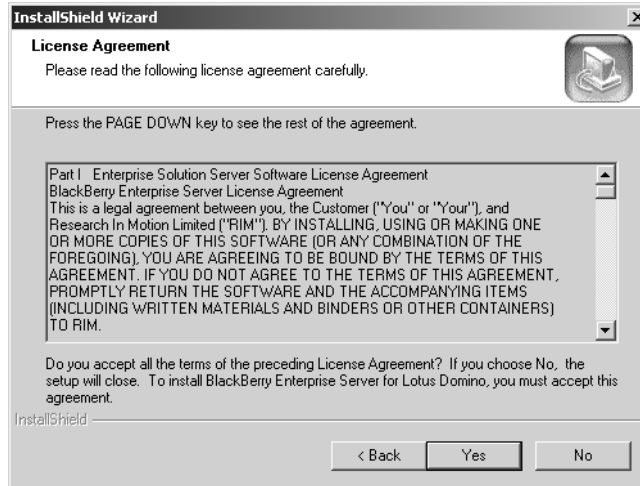 InstallShield Wizard
License Agreement
Please read the following license agreement carefully.
Press the PAGE DOWN key to see the rest of the agreement.
Part I   Enterprise Solution Server Software License Agreement
BlackBerry Enterprise Server License Agreement
This is a legal agreement between you, the Customer ("You" or "Your"), and
Research In Motion Limited ("RIM"). BY INSTALLING, USING OR MAKING ONE
OR MORE COPIES OF THIS SOFTWARE (OR ANY COMBINATION OF THE
FOREGOING), YOU ARE AGREEING TO BE BOUND BY THE TERMS OF THIS
AGREEMENT. IF YOU DO NOT AGREE TO THE TERMS OF THIS AGREEMENT,
PROMPTLY RETURN THE SOFTWARE AND THE ACCOMPANYING ITEMS
(INCLUDING WRITTEN MATERIALS AND BINDERS OR OTHER CONTAINERS)
TO RIM.
Do you accept all the terms of the preceding License Agreement?  If you choose No,  the
setup will close.  To install BlackBerry Enterprise Server for Lotus Domino, you must accept this
agreement.
InstallShield
< Back
Yes
No